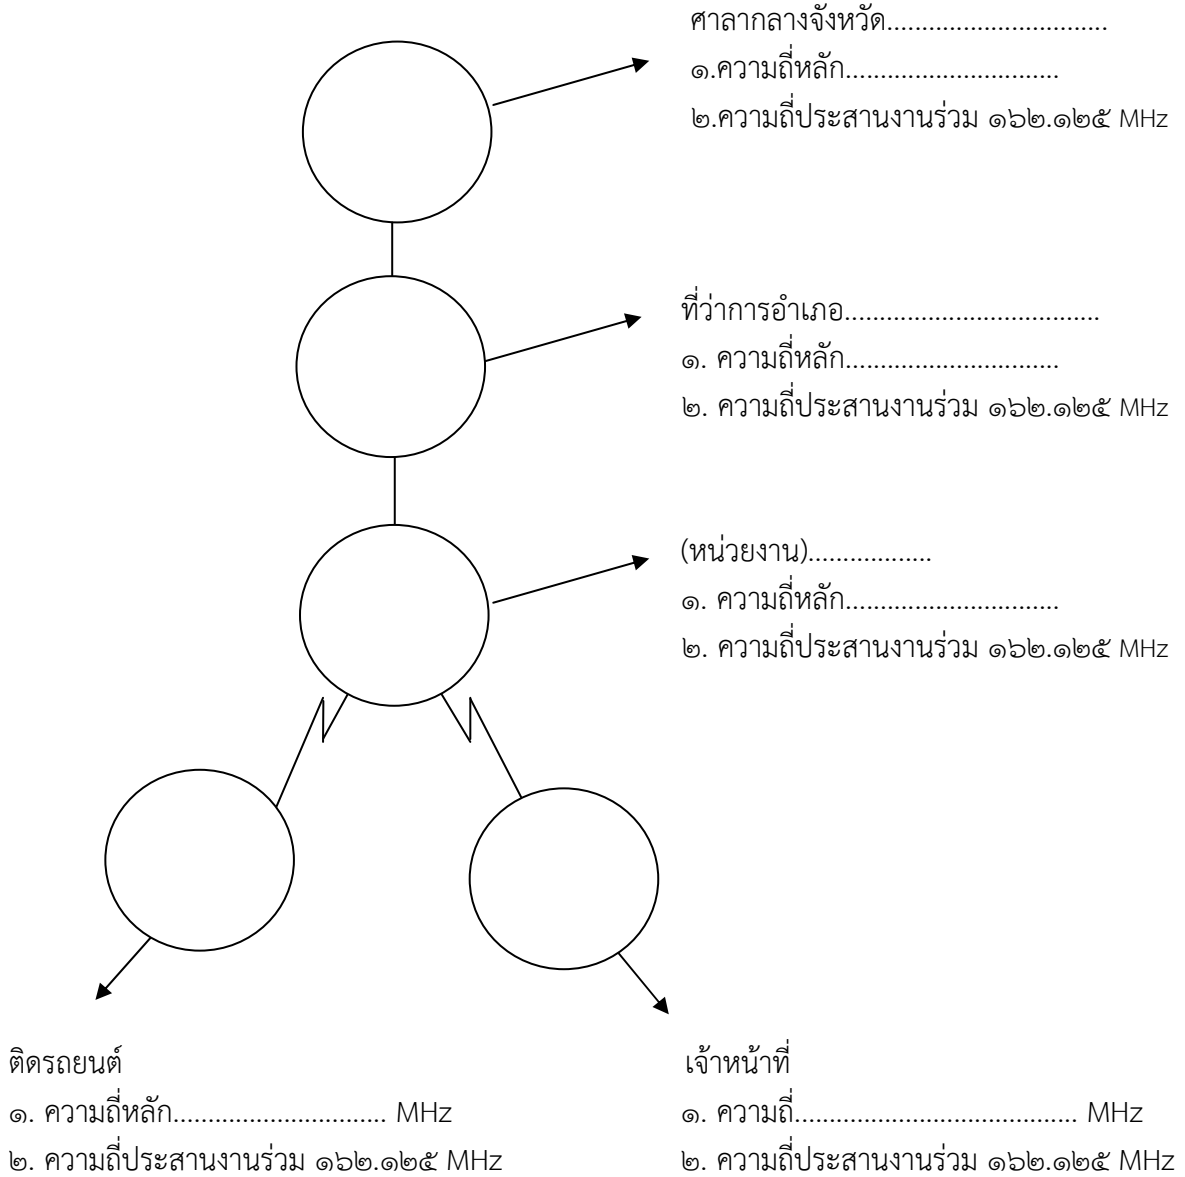 ศาลากลางจังหวัด................................
๑.ความถี่หลัก..............................
๒.ความถี่ประสานงานร่วม ๑๖๒.๑๒๕ MHz
ที่ว่าการอำเภอ....................................
๑. ความถี่หลัก..............................
๒. ความถี่ประสานงานร่วม ๑๖๒.๑๒๕ MHz
(หน่วยงาน)..................
๑. ความถี่หลัก..............................
๒. ความถี่ประสานงานร่วม ๑๖๒.๑๒๕ MHz
ติดรถยนต์
๑. ความถี่หลัก.............................. MHz
๒. ความถี่ประสานงานร่วม ๑๖๒.๑๒๕ MHz
เจ้าหน้าที่
๑. ความถี่........................................ MHz
๒. ความถี่ประสานงานร่วม ๑๖๒.๑๒๕ MHz